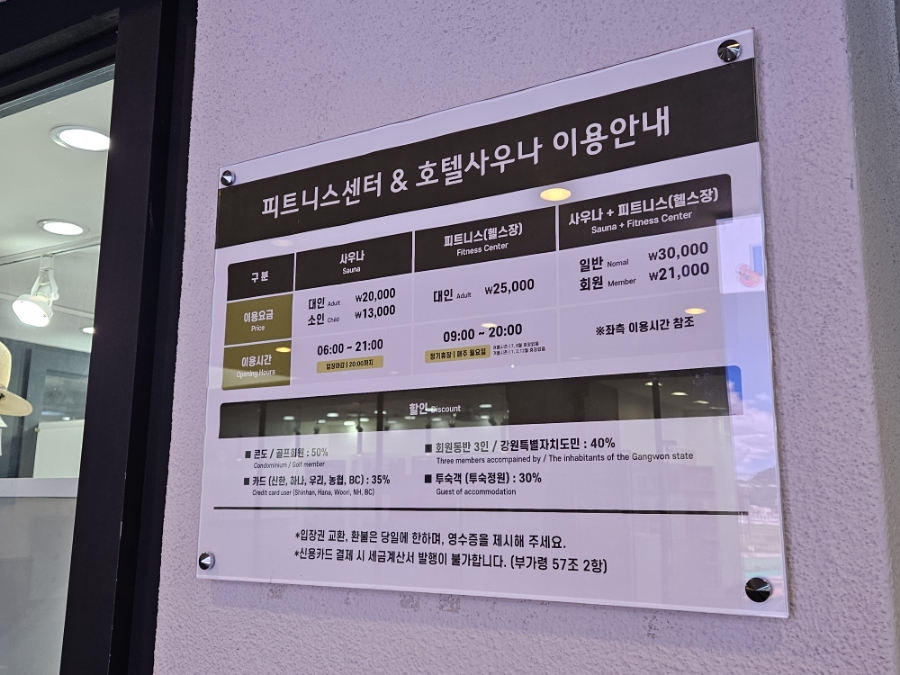 피트니스센터 & 호텔사우나 이용안내
구 분
사우나
Sauna
피트니스(헬스장)
Fitness Center
사우나 + 피트니스(헬스장)
Sauna + Fitness Center
이용요금
Price
대인 Adult ₩20,000
소인 Child ₩13,000
대인 Adult ₩25,000
일반 Nomal ₩30,000
회원 Member ₩21,000
이용시간
Opening Hours
06:00 ~ 21:00
입장마감 | 20:00까지
09:00 ~ 20:00
정기휴장 | 매주 월요일
※좌측 이용시간 참조
할인 Discount
■ 콘도 / 골프회원 : 50%
Condominium / Golf member
■ 회원동반 3인 / 강원특별자치도민 : 40%
Three members accompained by / The inhabitants of the Gangwon state
■ 카드 (신한, 하나, 우리, 농협, BC) : 35%
Credit card user (Shinhan, Hana, Woori, NH, BC)
■ 투숙객 (투숙정원) : 30%
Guest of accommodation
*입장권 교환, 환불은 당일에 한하며, 영수증을 제시해 주세요.
*신용카드 결제 시 세금계산서 발행이 불가합니다. (부가령 57조 2항)